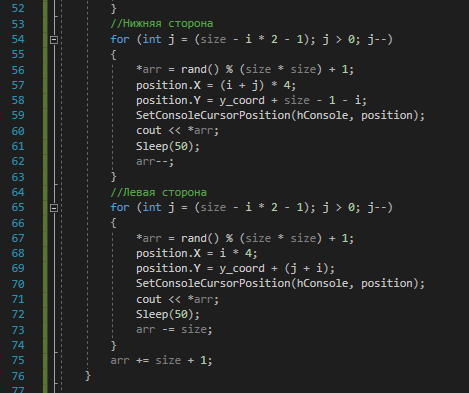 52 }
53 //Нижняя сторона
54 for (int j = (size - i * 2 - 1); j > 0; j--)
55 {
56 *arr = rand() % (size * size) + 1;
57 position.X = (i + j) * 4;
58 position.Y = y_coord + size - 1 - i;
59 SetConsoleCursorPosition(hConsole, position);
60 cout << *arr;
61 Sleep(50);
62 arr--;
63 }
64 //Левая сторона
65 for (int j = (size - i * 2 - 1); j > 0; j--)
66 {
67 *arr = rand() % (size * size) + 1;
68 position.X = i * 4;
69 position.Y = y_coord + (j + i);
70 SetConsoleCursorPosition(hConsole, position);
71 cout << *arr;
72 Sleep(50);
73 arr -= size;
74 }
75 arr += size + 1;
76 }
77